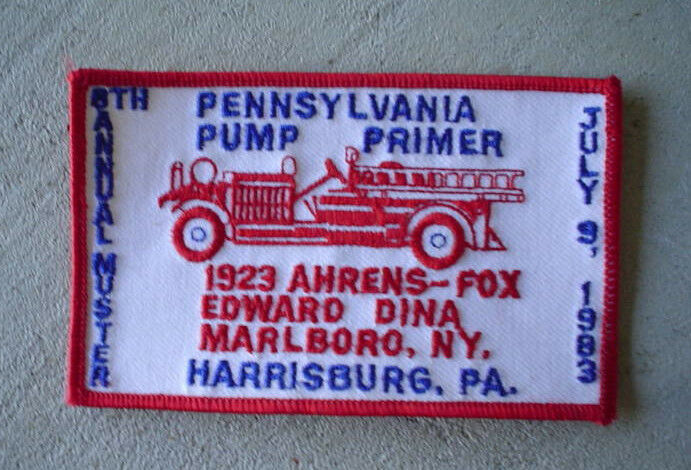 8TH ANNUAL MUSTER
PENNSYLVANIA
PUMP PRIMER
JULY 9, 1983
1923 AHRENS-FOX
EDWARD DINA
MARLBORO, NY.
HARRISBURG, PA.